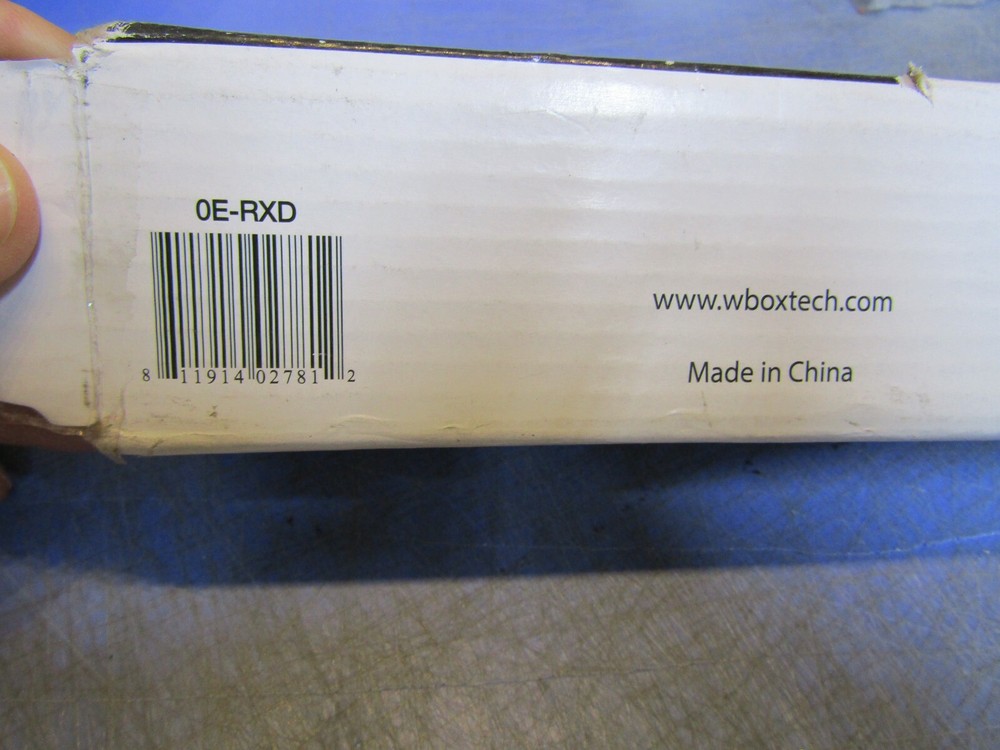 0E-RXD
8 11914 02781 2
www.wboxtech.com
Made in China